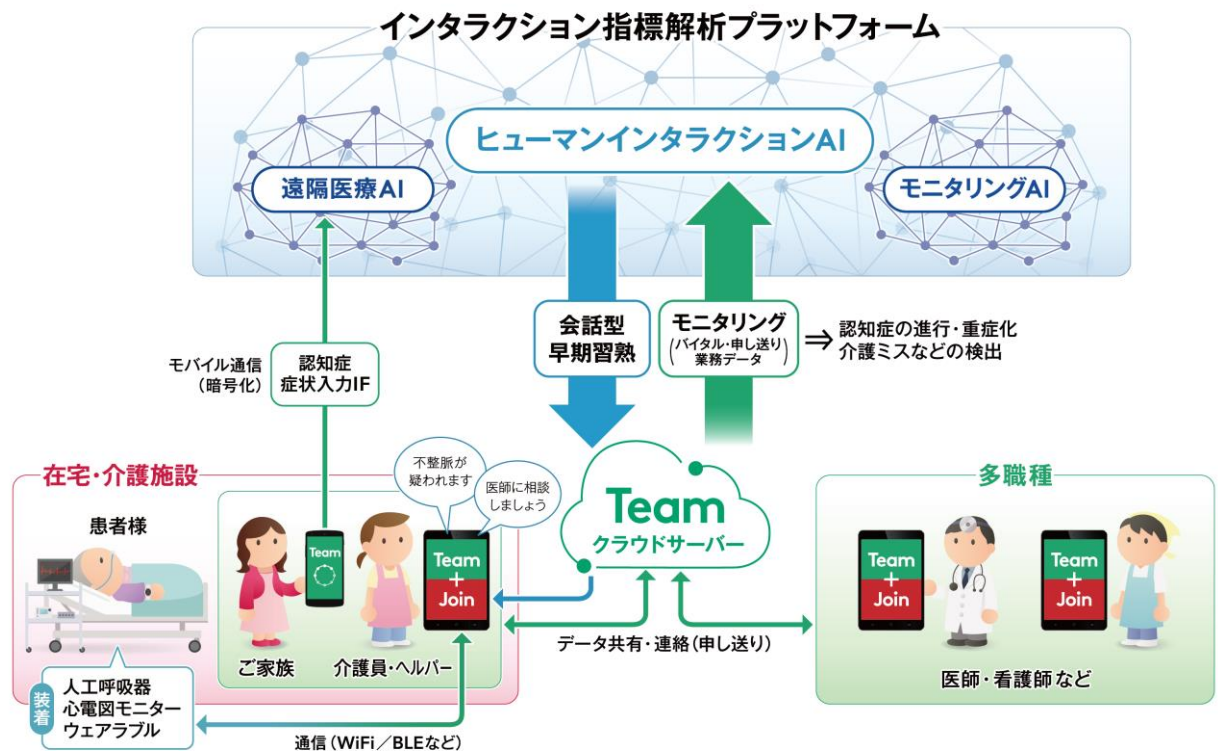 インタラクション指標解析プラットフォーム
ヒューマンインタラクションAI
遠隔医療AI
モニタリングAI
会話型
早期習熟
モニタリング
(バイタル・申し送り)
業務データ
⇒ 認知症の進行・重症化
介護ミスなどの検出
モバイル通信
(暗号化)
認知症
症状入力IF
在宅・介護施設
患者様
不整脈が
疑われます
医師に相談
しましょう
Team
クラウドサーバー
多職種
Team
Team
+
Join
Team
+
Join
Team
+
Join
ご家族
介護員・ヘルパー
データ共有・連絡(申し送り)
医師・看護師など
装着
人工呼吸器
心電図モニター
ウェアラブル
通信(WiFi/BLEなど)